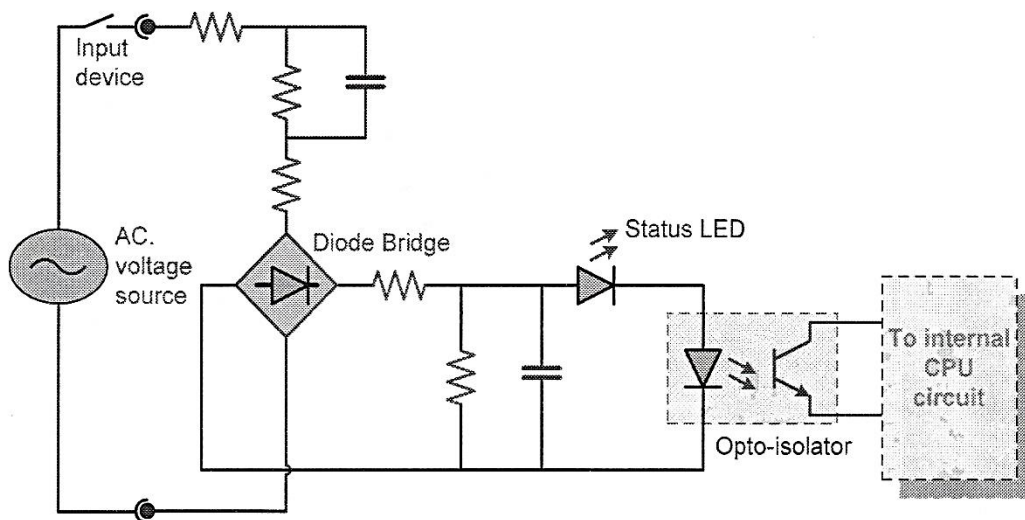 Input
device
AC.
voltage
source
Diode Bridge
Status LED
To internal
CPU
circuit
Opto-isolator